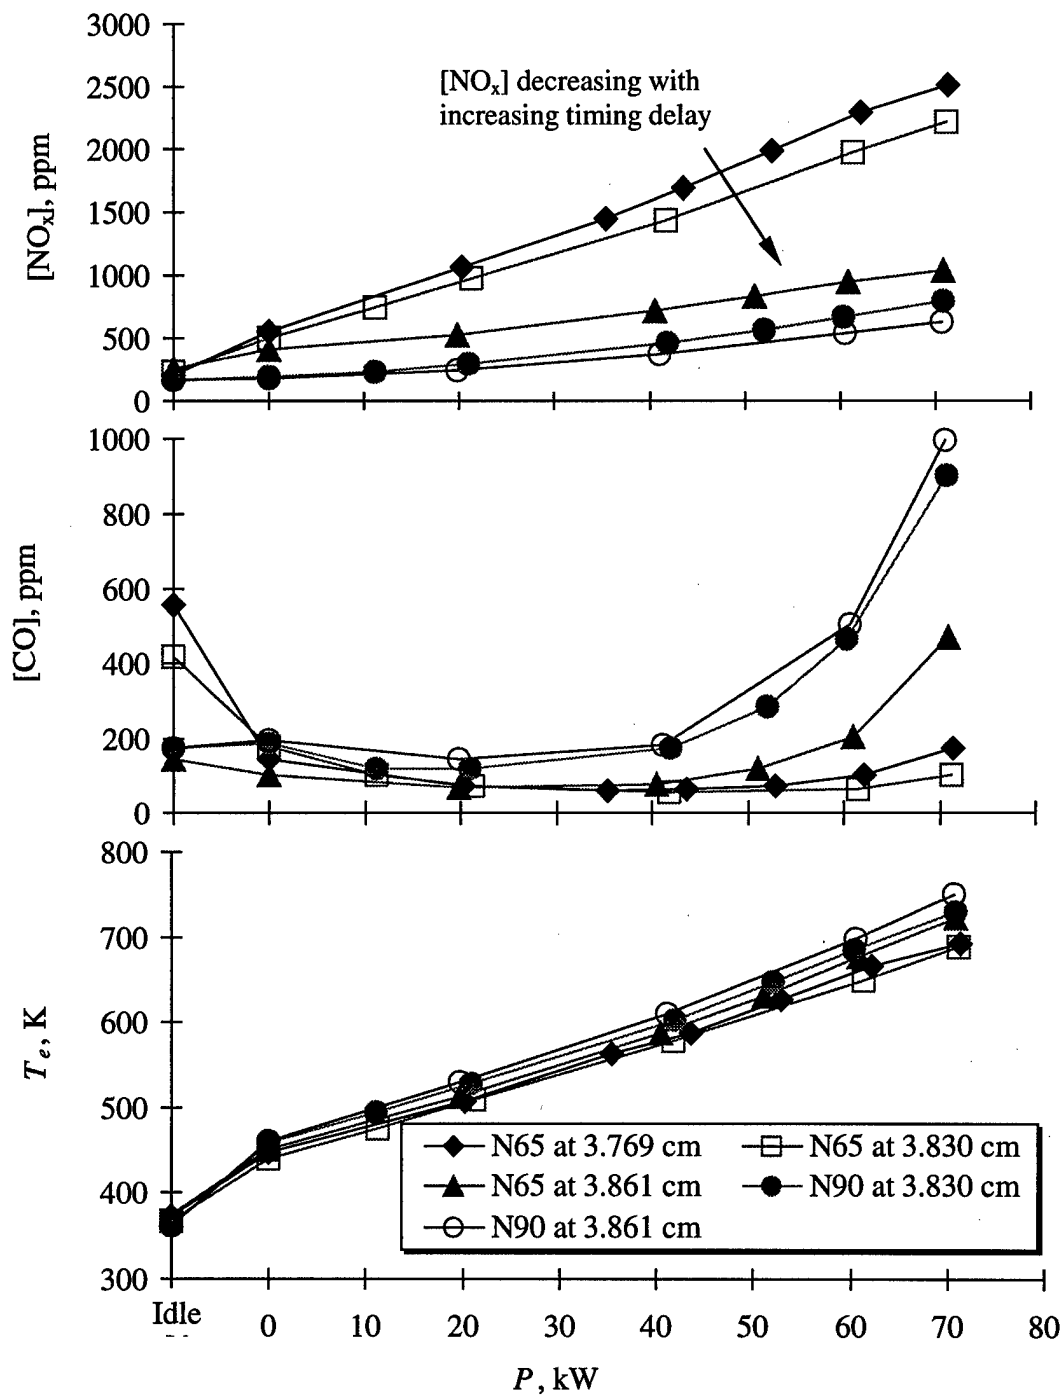 3000
2500
2000
1500
1000
500
0
[NOx], ppm
[NOx] decreasing with
increasing timing delay
1000
800
600
400
200
0
[CO], ppm
800
700
600
500
400
300
Te, K
N65 at 3.769 cm
N65 at 3.830 cm
N65 at 3.861 cm
N90 at 3.830 cm
N90 at 3.861 cm
Idle 0 10 20 30 40 50 60 70 80
P, kW